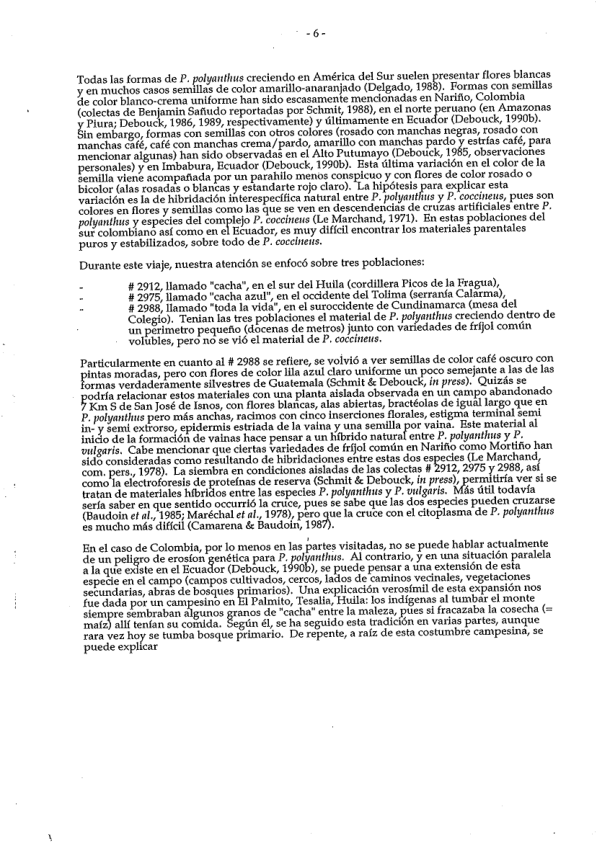 - 6 -
Todas las formas de P. polyanthus creciendo en América del Sur suelen presentar flores blancas
y en muchos casos semillas de color amarillo-anaranjado (Delgado, 1988). Formas con semillas
de color blanco-crema uniforme han sido escasamente mencionadas en Nariño, Colombia
(colectas de Benjamin Sañudo reportadas por Schmit, 1988), en el norte peruano (en Amazonas
y Piura; Debouck, 1986, 1989, respectivamente) y últimamente en Ecuador (Debouck, 1990b).
Sin embargo, formas con semillas con otros colores (rosado con manchas negras, rosado con
manchas café, café con manchas crema/pardo, amarillo con manchas pardo y estrías café, para
mencionar algunas) han sido observadas en el Alto Putumayo (Debouck, 1985, observaciones
personales) y en Imbabura, Ecuador (Debouck, 1990b). Esta última variación en el color de la
semilla viene acompañada por un parahilo menos conspicuo y con flores de color rosado o
bicolor (alas rosadas o blancas y estandarte rojo claro). La hipótesis para explicar esta
variación es la de hibridación interespecífica natural entre P. polyanthus y P. coccineus, pues son
colores en flores y semillas como las que se ven en descendencias de cruzas artificiales entre P.
polyanthus y especies del complejo P. coccineus (Le Marchand, 1971). En estas poblaciones del
sur colombiano así como en el Ecuador, es muy difícil encontrar los materiales parentales
puros y estabilizados, sobre todo de P. coccineus.
Durante este viaje, nuestra atención se enfocó sobre tres poblaciones:
- # 2912, llamado "cacha", en el sur del Huila (cordillera Picos de la Fragua),
- # 2975, llamado "cacha azul", en el occidente del Tolima (serranía Calarma),
- # 2988, llamado "toda la vida", en el suroccidente de Cundinamarca (mesa del
Colegio). Tenian las tres poblaciones el material de P. polyanthus creciendo dentro de
un perimetro pequeño (docenas de metros) junto con variedades de fríjol común
volubles, pero no se vió el material de P. coccineus.
Particularmente en cuanto al # 2988 se refiere, se volvió a ver semillas de color café oscuro con
pintas moradas, pero con flores de color lila azul claro uniforme un poco semejante a las de las
formas verdaderamente silvestres de Guatemala (Schmit & Debouck, in press). Quizás se
podría relacionar estos materiales con una planta aislada observada en un campo abandonado
7 Km S de San José de Isnos, con flores blancas, alas abiertas, bractéolas de igual largo que en
P. polyanthus pero más anchas, racimos con cinco inserciones florales, estigma terminal semi
in- y semi extrorso, epidermis estriada de la vaina y una semilla por vaina. Este material al
inicio de la formación de vainas hace pensar a un híbrido natural entre P. polyanthus y P.
vulgaris. Cabe mencionar que ciertas variedades de fríjol común en Nariño como Mortiño han
sido consideradas como resultando de hibridaciones entre estas dos especies (Le Marchand,
com. pers., 1978). La siembra en condiciones aisladas de las colectas # 2912, 2975 y 2988, así
como la electroforesis de proteínas de reserva (Schmit & Debouck, in press), permitiría ver si se
tratan de materiales híbridos entre las especies P. polyanthus y P. vulgaris. Más útil todavía
sería saber en que sentido occurrió la cruce, pues se sabe que las dos especies pueden cruzarse
(Baudoin et al., 1985; Maréchal et al., 1978), pero que la cruce con el citoplasma de P. polyanthus
es mucho más difícil (Camarena & Baudoin, 1987).
En el caso de Colombia, por lo menos en las partes visitadas, no se puede hablar actualmente
de un peligro de erosíon genética para P. polyanthus. Al contrario, y en una situación paralela
a la que existe en el Ecuador (Debouck, 1990b), se puede pensar a una extensión de esta
especie en el campo (campos cultivados, cercos, lados de caminos vecinales, vegetaciones
secundarias, abras de bosques primarios). Una explicación verosímil de esta expansión nos
fue dada por un campesino en El Palmito, Tesalia, Huila: los indígenas al tumbar el monte
siempre sembraban algunos granos de "cacha" entre la maleza, pues si fracazaba la cosecha (=
maíz) allí tenían su comida. Según él, se ha seguido esta tradición en varias partes, aunque
rara vez hoy se tumba bosque primario. De repente, a raíz de esta costumbre campesina, se
puede explicar